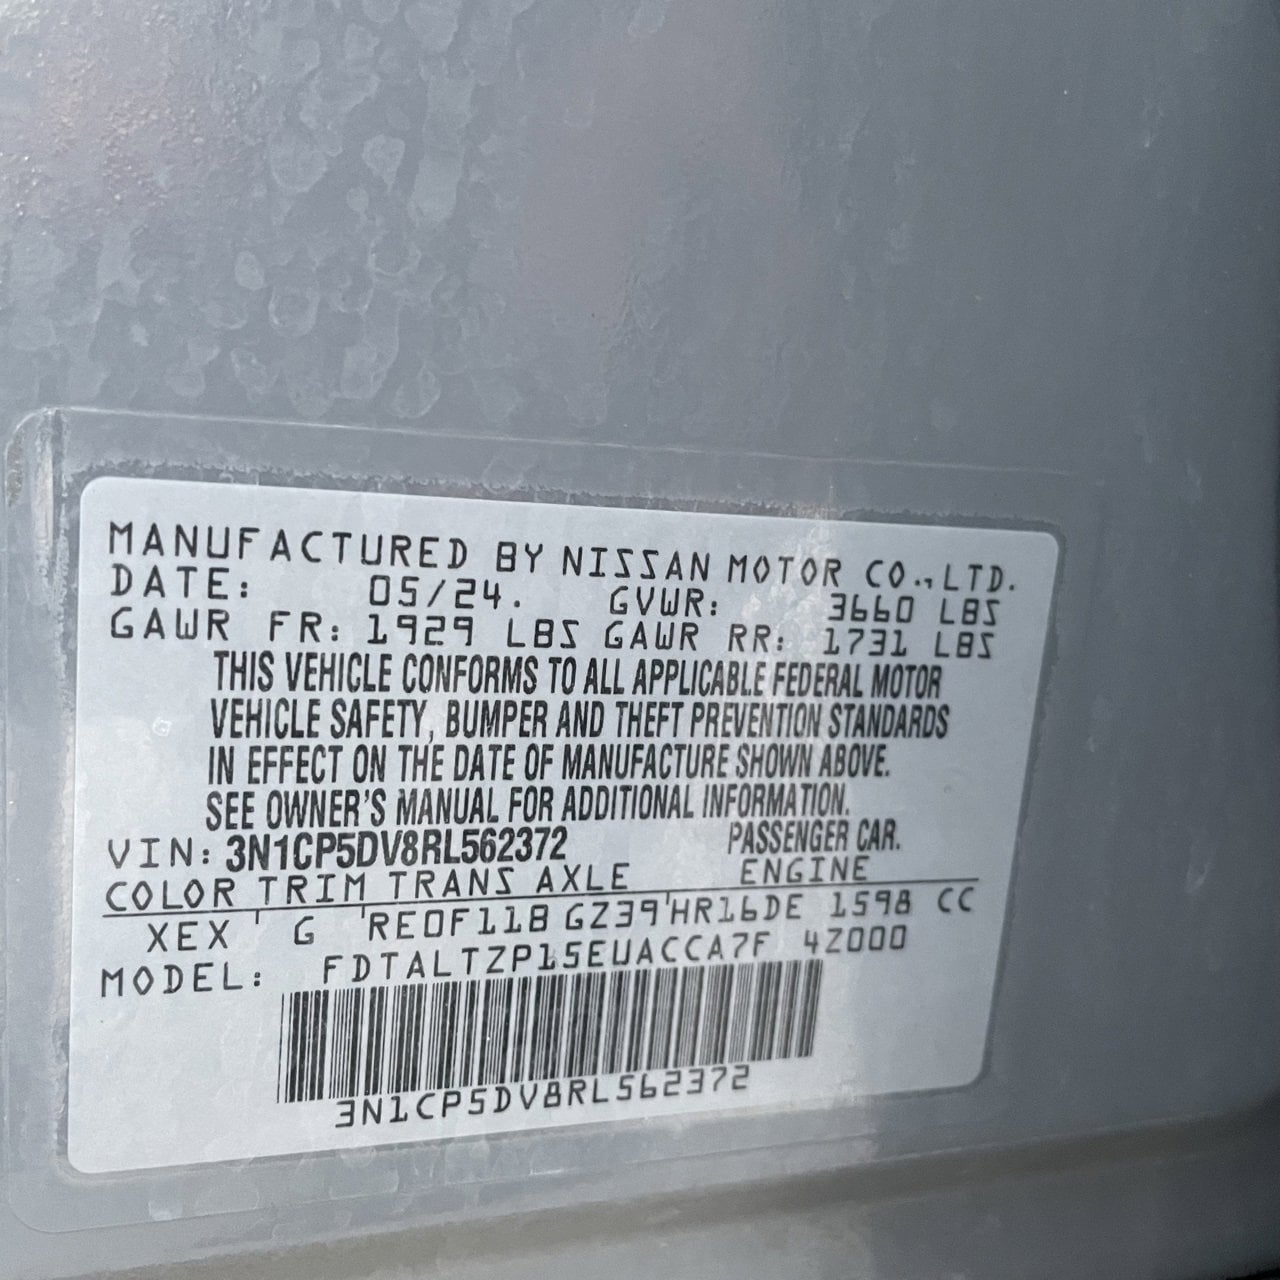 MANUFACTURED BY NISSAN MOTOR CO., LTD.
DATE: 05/24. GVWR: 3660 LBS
GAWR FR: 1929 LBS GAWR RR: 1731 LBS
THIS VEHICLE CONFORMS TO ALL APPLICABLE FEDERAL MOTOR
VEHICLE SAFETY, BUMPER AND THEFT PREVENTION STANDARDS
IN EFFECT ON THE DATE OF MANUFACTURE SHOWN ABOVE.
SEE OWNER'S MANUAL FOR ADDITIONAL INFORMATION.
VIN: 3N1CP5DV8RL562372 PASSENGER CAR.
COLOR TRIM TRANS AXLE ENGINE
XEX ' G 'RE0F11B GZ39'HR16DE 1598 CC
MODEL: FDTALTZP15EUACCA7F 4Z000
3N1CP5DV8RL562372